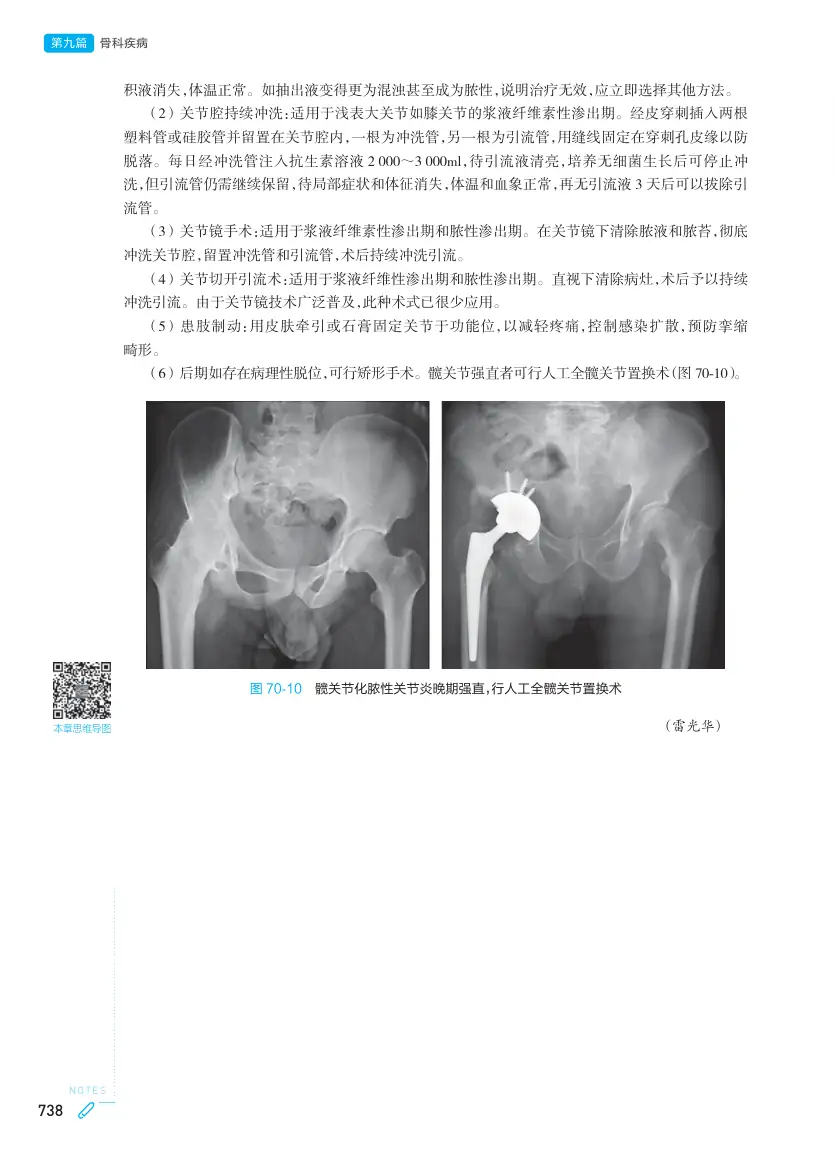 第九篇 骨科疾病
积液消失，体温正常。如抽出液变得更为混浊甚至成为脓性，说明治疗无效，应立即选择其他方法。
（2）关节腔持续冲洗：适用于浅表大关节如膝关节的浆液纤维素性渗出期。经皮穿刺插入两根
塑料管或硅胶管并留置在关节腔内，一根为冲洗管，另一根为引流管，用缝线固定在穿刺孔皮缘以防
脱落。每日经冲洗管注入抗生素溶液 2 000～3 000ml，待引流液清亮，培养无细菌生长后可停止冲
洗，但引流管仍需继续保留，待局部症状和体征消失，体温和血象正常，再无引流液 3 天后可以拔除引
流管。
（3）关节镜手术：适用于浆液纤维素性渗出期和脓性渗出期。在关节镜下清除脓液和脓苔，彻底
冲洗关节腔，留置冲洗管和引流管，术后持续冲洗引流。
（4）关节切开引流术：适用于浆液纤维性渗出期和脓性渗出期。直视下清除病灶，术后予以持续
冲洗引流。由于关节镜技术广泛普及，此种术式已很少应用。
（5）患肢制动：用皮肤牵引或石膏固定关节于功能位，以减轻疼痛，控制感染扩散，预防挛缩
畸形。
（6）后期如存在病理性脱位，可行矫形手术。髋关节强直者可行人工全髋关节置换术（图 70-10）。
图 70-10 髋关节化脓性关节炎晚期强直，行人工全髋关节置换术
本章思维导图
（雷光华）
NOTES
738